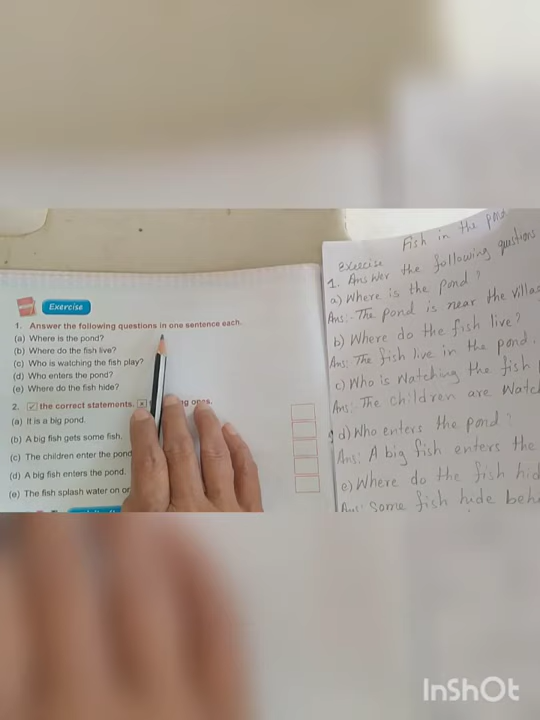 Exercise
1. Answer the following questions in one sentence each.
(a) Where is the pond?
(b) Where do the fish live?
(c) Who is watching the fish play?
(d) Who enters the pond?
(e) Where do the fish hide?
2. the correct statements.
(a) It is a big pond.
(b) A big fish gets some fish.
(c) The children enter the pond
(d) A big fish enters the pond.
(e) The fish splash water on
Fish in the pond
Exercise
1. Answer the following questions
a) Where is the pond?
Ans:- The pond is near the villa
b) Where do the fish live?
Ans: The fish live in the pond.
c) Who is watching the fish
Ans: The children are watc
d) Who enters the pond?
Ans: A big fish enters the
e) Where do the fish hid
Ans: Some fish hide beh
InShOt